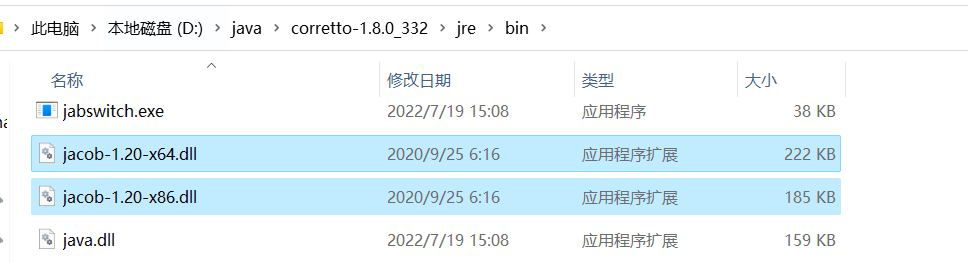 此电脑 > 本地磁盘 (D:) > java > corretto-1.8.0_332 > jre > bin >
名称 修改日期 类型 大小
jabswitch.exe 2022/7/19 15:08 应用程序 38 KB
jacob-1.20-x64.dll 2020/9/25 6:16 应用程序扩展 222 KB
jacob-1.20-x86.dll 2020/9/25 6:16 应用程序扩展 185 KB
java.dll 2022/7/19 15:08 应用程序扩展 159 KB